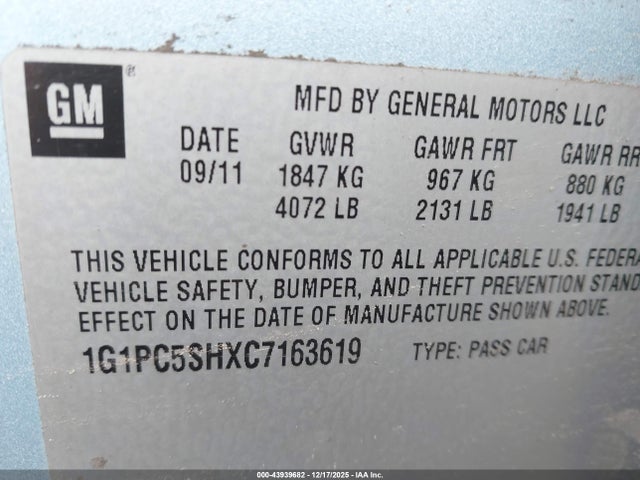 GM ®
MFD BY GENERAL MOTORS LLC
DATE GVWR GAWR FRT GAWR RR
09/11 1847 KG 967 KG 880 KG
4072 LB 2131 LB 1941 LB
THIS VEHICLE CONFORMS TO ALL APPLICABLE U.S. FEDERA
VEHICLE SAFETY, BUMPER, AND THEFT PREVENTION STAND
EFFECT ON THE DATE OF MANUFACTURE SHOWN ABOVE.
1G1PC5SHXC7163619 TYPE: PASS CAR
000-43939682 - 12/17/2025 - IAA Inc.